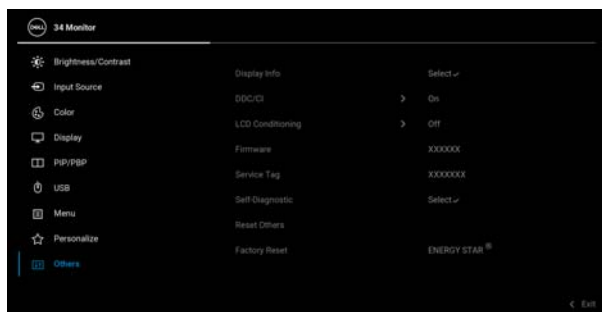 DELL 34 Monitor
Brightness/Contrast
Input Source
Color
Display
PIP/PBP
USB
Menu
Personalize
Others
Display Info Select
DDC/CI > On
LCD Conditioning > Off
Firmware XXXXXX
Service Tag XXXXXXX
Self-Diagnostic Select
Reset Others
Factory Reset ENERGY STAR®
< Exit